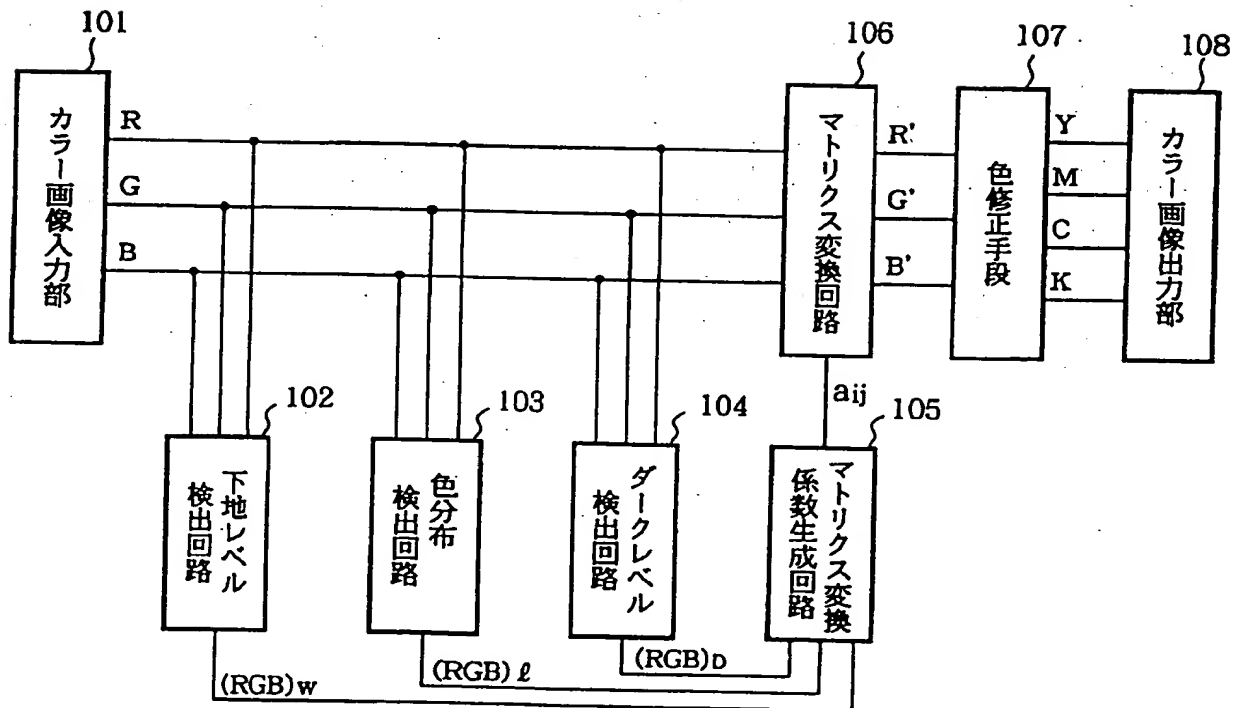 101
カラー画像入力部
R
G
B
106
マトリクス変換回路
R'
G'
B'
107
色修正手段
Y
M
C
K
108
カラー画像出力部
102
下地レベル
検出回路
103
色分布
検出回路
104
ダークレベル
検出回路
aij
105
マトリクス変換
係数生成回路
(RGB)W
(RGB)ℓ
(RGB)D